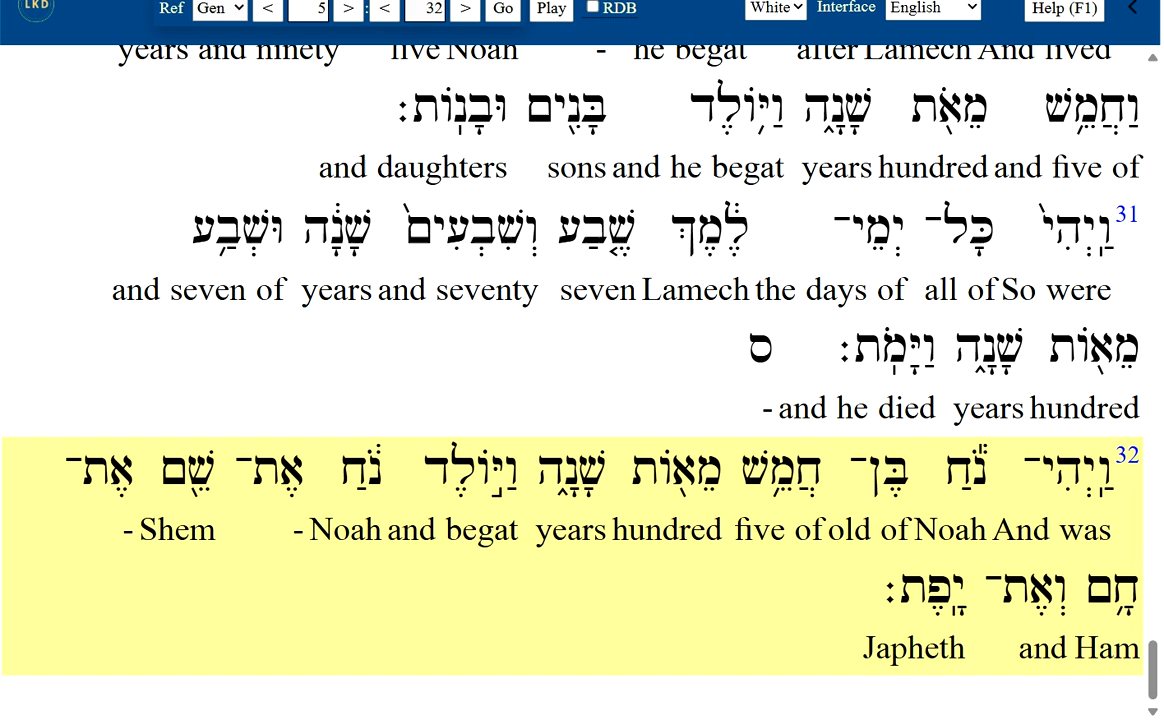 LKD Ref Gen < 5 > : < 32 > Go Play RDB White Interface English Help (F1) <
years and ninety five Noah - he begat after Lamech And lived
וַחֲמֵ֥שׁ מֵאֹ֖ת שָׁנָ֑ה וַיּ֥וֹלֶד בָּנִ֖ים וּבָנֽוֹת׃
and daughters sons and he begat years hundred and five of
31 וַֽיְהִי֙ כָּל־ יְמֵי־ לֶ֔מֶךְ שֶׁ֤בַע וְשִׁבְעִים֙ שָׁנָ֔ה וּשְׁבַ֥ע
and seven of years and seventy seven Lamech the days of all of So were
מֵא֖וֹת שָׁנָ֑ה וַיָּמֹֽת׃ ס
- and he died years hundred
32 וַֽיְהִי־ נֹ֕חַ בֶּן־ חֲמֵ֥שׁ מֵא֖וֹת שָׁנָ֑ה וַיּ֣וֹלֶד נֹ֔חַ אֶת־ שֵׁ֖ם אֶת־
- Shem - Noah and begat years hundred five of old of Noah And was
חָ֥ם וְאֶת־ יָֽפֶת׃
Japheth and Ham